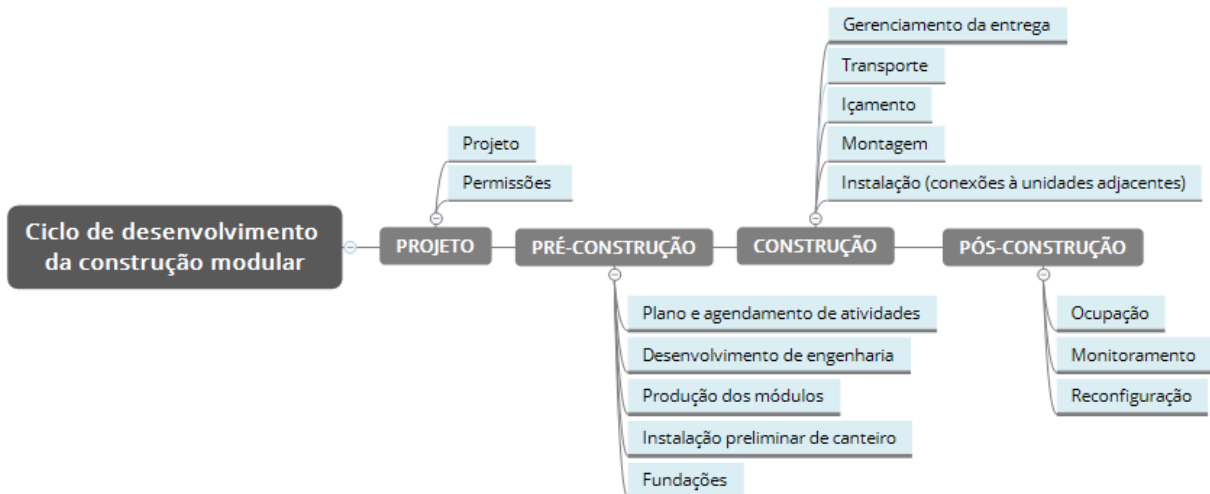 Ciclo de desenvolvimento
da construção modular
PROJETO
Projeto
Permissões
PRÉ-CONSTRUÇÃO
Plano e agendamento de atividades
Desenvolvimento de engenharia
Produção dos módulos
Instalação preliminar de canteiro
Fundações
CONSTRUÇÃO
Gerenciamento da entrega
Transporte
Içamento
Montagem
Instalação (conexões à unidades adjacentes)
PÓS-CONSTRUÇÃO
Ocupação
Monitoramento
Reconfiguração